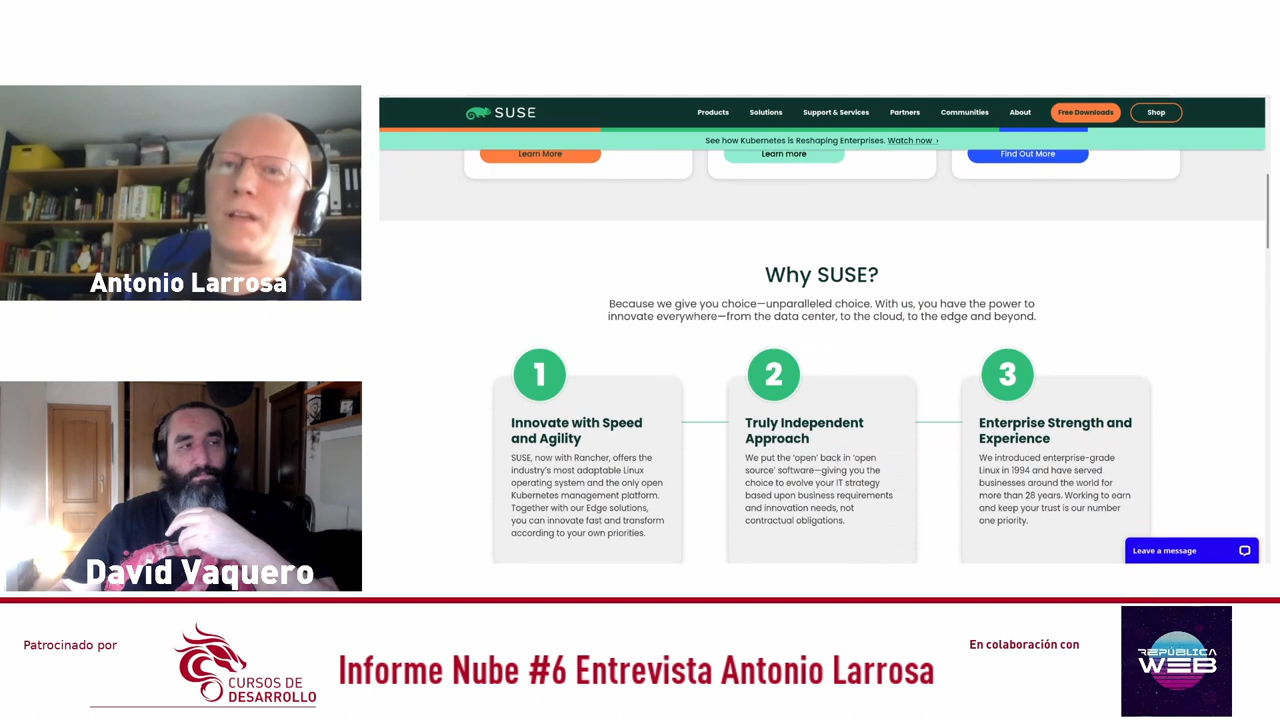 Antonio Larrosa
David Vaquero
SUSE
Products
Solutions
Support & Services
Partners
Communities
About
Free Downloads
Shop
See how Kubernetes is Reshaping Enterprises. Watch now ›
Learn More
Learn more
Find Out More
Why SUSE?
Because we give you choice—unparalleled choice. With us, you have the power to
innovate everywhere—from the data center, to the cloud, to the edge and beyond.
1
Innovate with Speed
and Agility
SUSE, now with Rancher, offers the
industry's most adaptable Linux
operating system and the only open
Kubernetes management platform.
Together with our Edge solutions,
you can innovate fast and transform
according to your own priorities.
2
Truly Independent
Approach
We put the 'open' back in 'open
source' software—giving you the
choice to evolve your IT strategy
based upon business requirements
and innovation needs, not
contractual obligations.
3
Enterprise Strength and
Experience
We introduced enterprise-grade
Linux in 1994 and have served
businesses around the world for
more than 28 years. Working to earn
and keep your trust is our number
one priority.
Leave a message
Patrocinado por
CURSOS DE
DESARROLLO
Informe Nube #6 Entrevista Antonio Larrosa
En colaboración con
REPÚBLICA
WEB